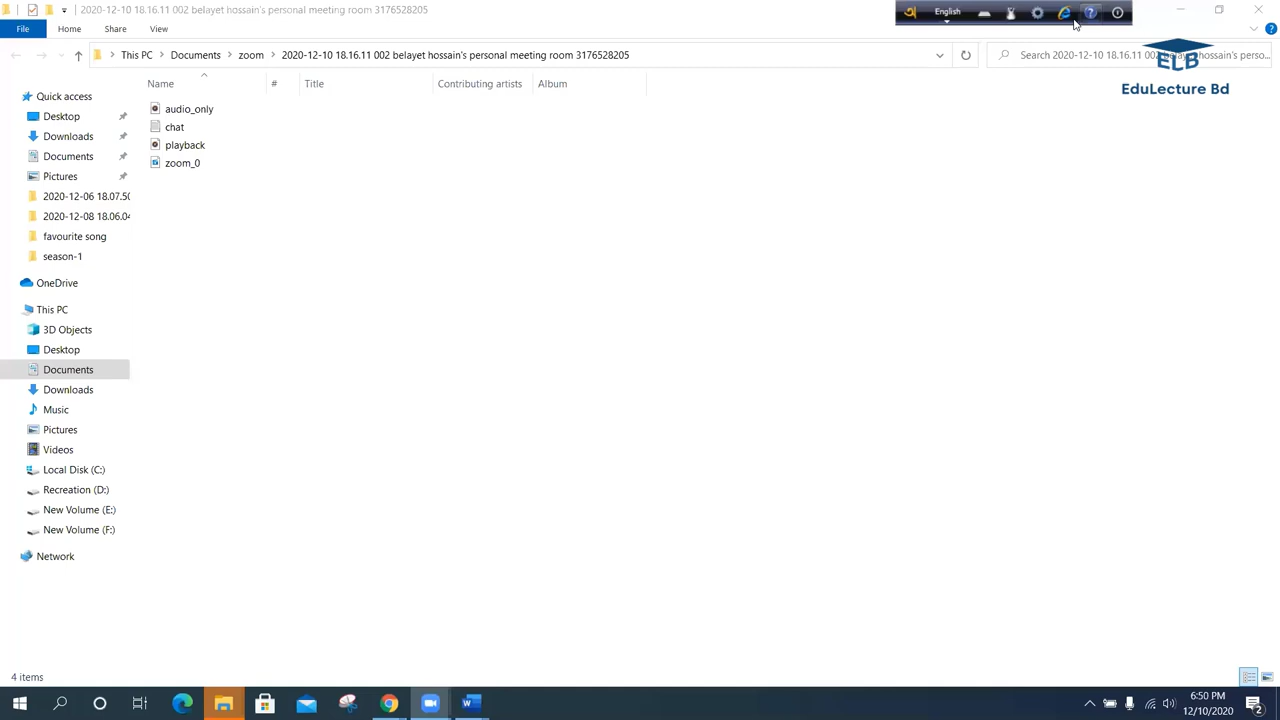 2020-12-10 18.16.11 002 belayet hossain's personal meeting room 3176528205
English
File Home Share View
This PC Documents zoom 2020-12-10 18.16.11 002 belayet hossain's personal meeting room 3176528205
Search 2020-12-10 18.16.11 002 belayet hossain's perso...
ELB
EduLecture Bd
Name # Title Contributing artists Album
audio_only
chat
playback
zoom_0
Quick access
Desktop
Downloads
Documents
Pictures
2020-12-06 18.07.50
2020-12-08 18.06.04
favourite song
season-1
OneDrive
This PC
3D Objects
Desktop
Documents
Downloads
Music
Pictures
Videos
Local Disk (C:)
Recreation (D:)
New Volume (E:)
New Volume (F:)
Network
4 items
6:50 PM
12/10/2020
2